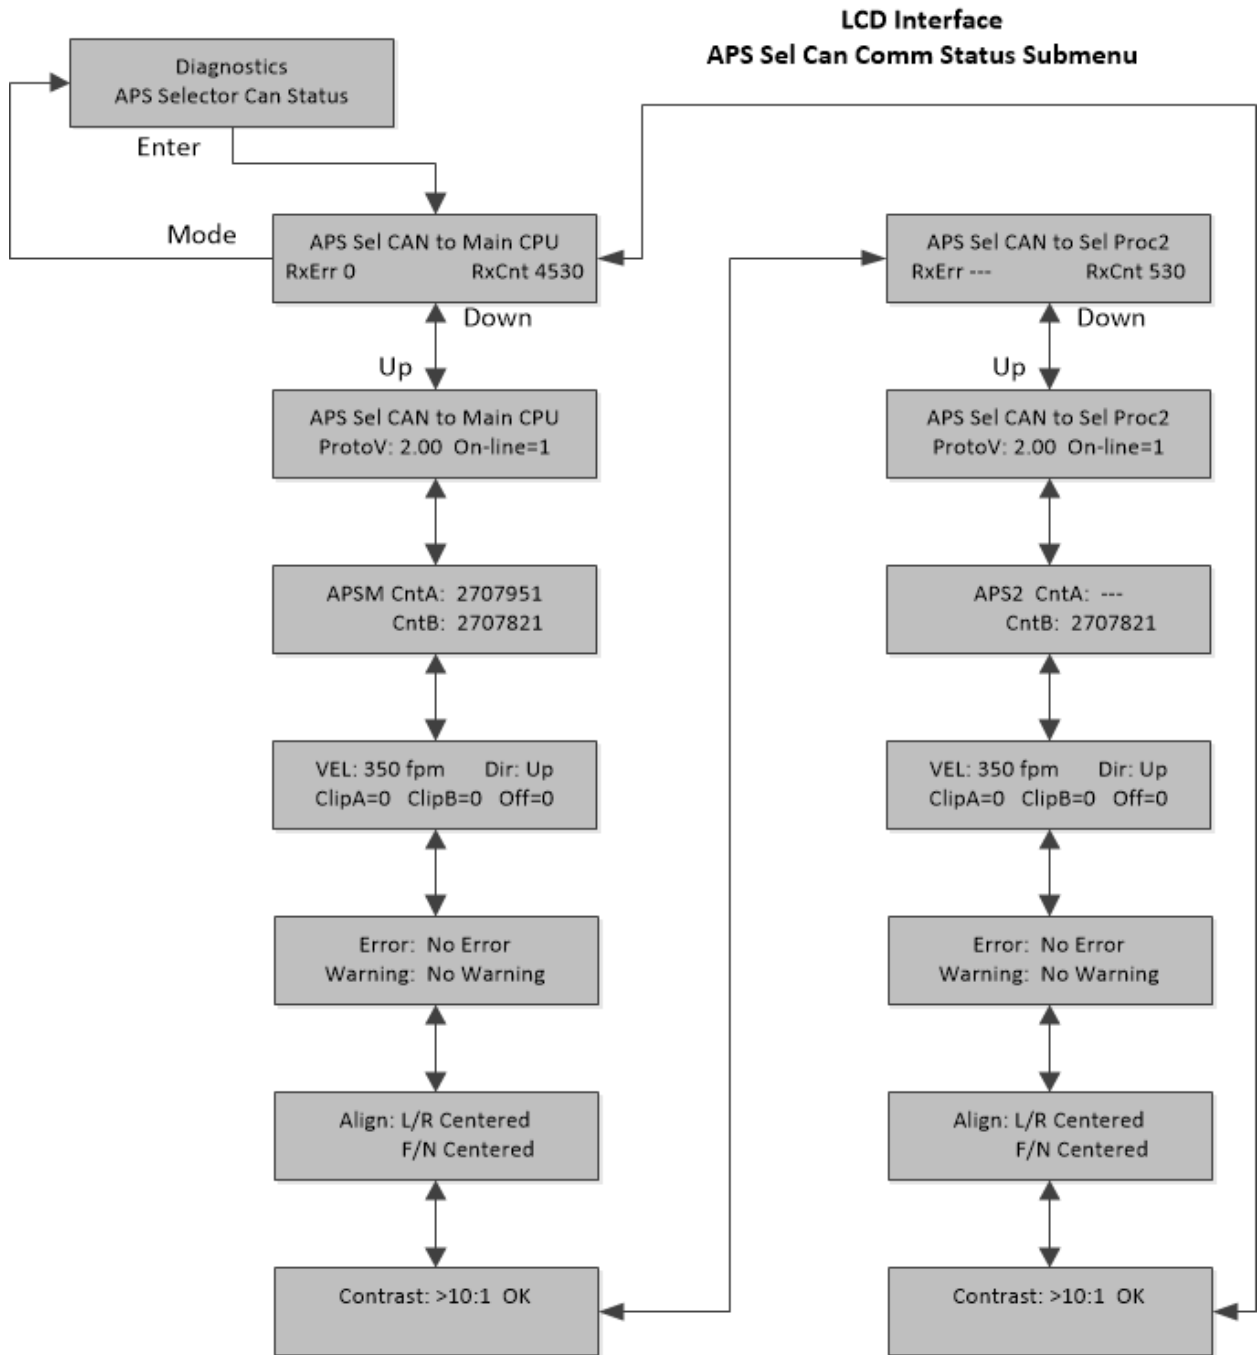 LCD Interface
APS Sel Can Comm Status Submenu
Diagnostics
APS Selector Can Status
Enter
Mode
APS Sel CAN to Main CPU
RxErr 0 RxCnt 4530
Down
Up
APS Sel CAN to Main CPU
ProtoV: 2.00 On-line=1
APSM CntA: 2707951
CntB: 2707821
VEL: 350 fpm Dir: Up
ClipA=0 ClipB=0 Off=0
Error: No Error
Warning: No Warning
Align: L/R Centered
F/N Centered
Contrast: >10:1 OK
APS Sel CAN to Sel Proc2
RxErr --- RxCnt 530
Down
Up
APS Sel CAN to Sel Proc2
ProtoV: 2.00 On-line=1
APS2 CntA: ---
CntB: 2707821
VEL: 350 fpm Dir: Up
ClipA=0 ClipB=0 Off=0
Error: No Error
Warning: No Warning
Align: L/R Centered
F/N Centered
Contrast: >10:1 OK